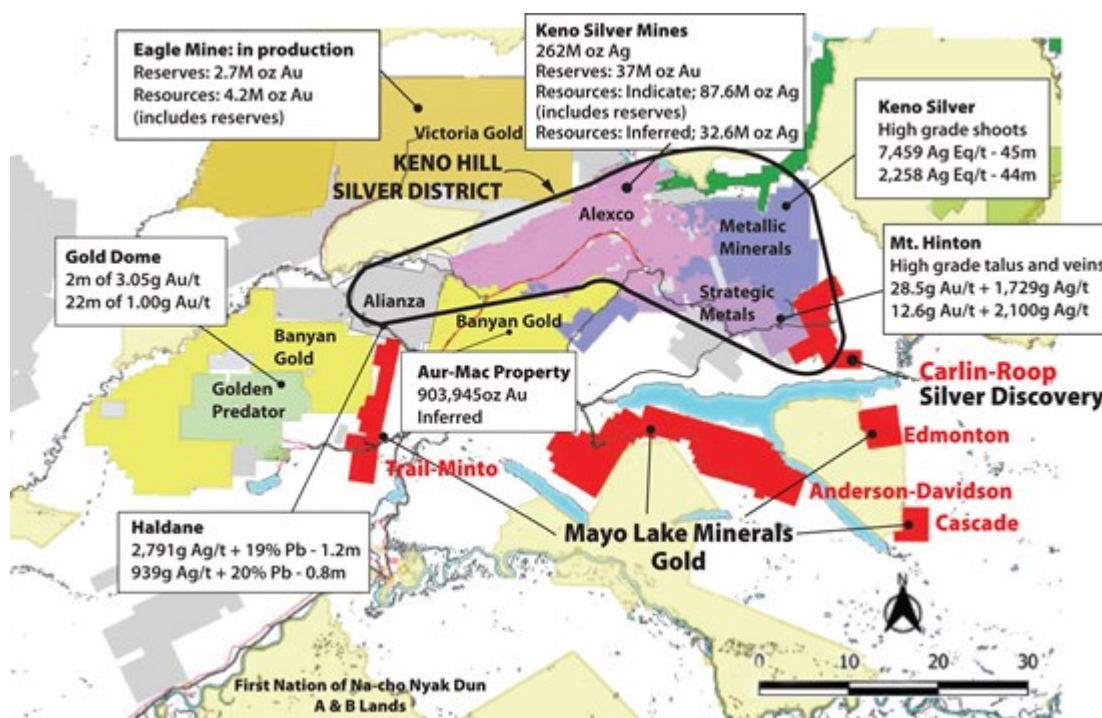 Eagle Mine: in production
Reserves: 2.7M oz Au
Resources: 4.2M oz Au
(includes reserves)
Keno Silver Mines
262M oz Ag
Reserves: 37M oz Au
Resources: Indicate; 87.6M oz Ag
(includes reserves)
Resources: Inferred; 32.6M oz Ag
Keno Silver
High grade shoots
7,459 Ag Eq/t - 45m
2,258 Ag Eq/t - 44m
Victoria Gold
KENO HILL
SILVER DISTRICT
Alexco
Metallic
Minerals
Mt. Hinton
High grade talus and veins
28.5g Au/t + 1,729g Ag/t
12.6g Au/t + 2,100g Ag/t
Gold Dome
2m of 3.05g Au/t
22m of 1.00g Au/t
Alianza
Strategic
Metals
Banyan Gold
Banyan
Gold
Golden
Predator
Aur-Mac Property
903,945oz Au
Inferred
Carlin-Roop
Silver Discovery
Edmonton
Trail-Minto
Anderson-Davidson
Cascade
Mayo Lake Minerals
Gold
Haldane
2,791g Ag/t + 19% Pb - 1.2m
939g Ag/t + 20% Pb - 0.8m
N
0 10 20 30
First Nation of Na-cho Nyak Dun
A & B Lands